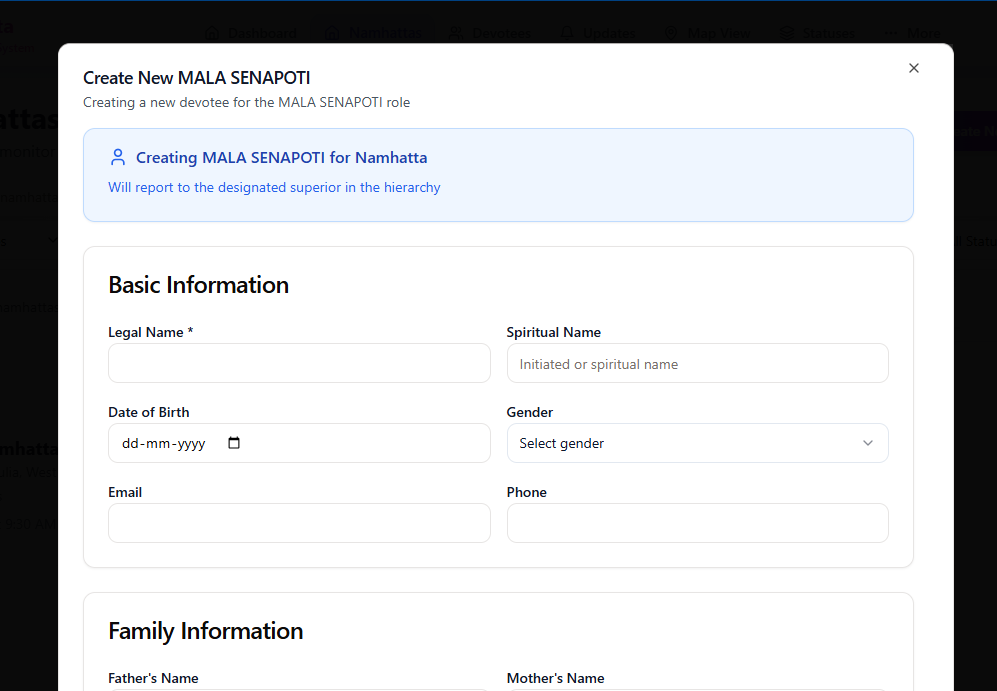 Dashboard Namhattas Devotees Updates Map View Statuses More
Create New MALA SENAPOTI
Creating a new devotee for the MALA SENAPOTI role
Creating MALA SENAPOTI for Namhatta
Will report to the designated superior in the hierarchy
Basic Information
Legal Name * Spiritual Name
Initiated or spiritual name
Date of Birth Gender
dd-mm-yyyy Select gender
Email Phone
Family Information
Father's Name Mother's Name